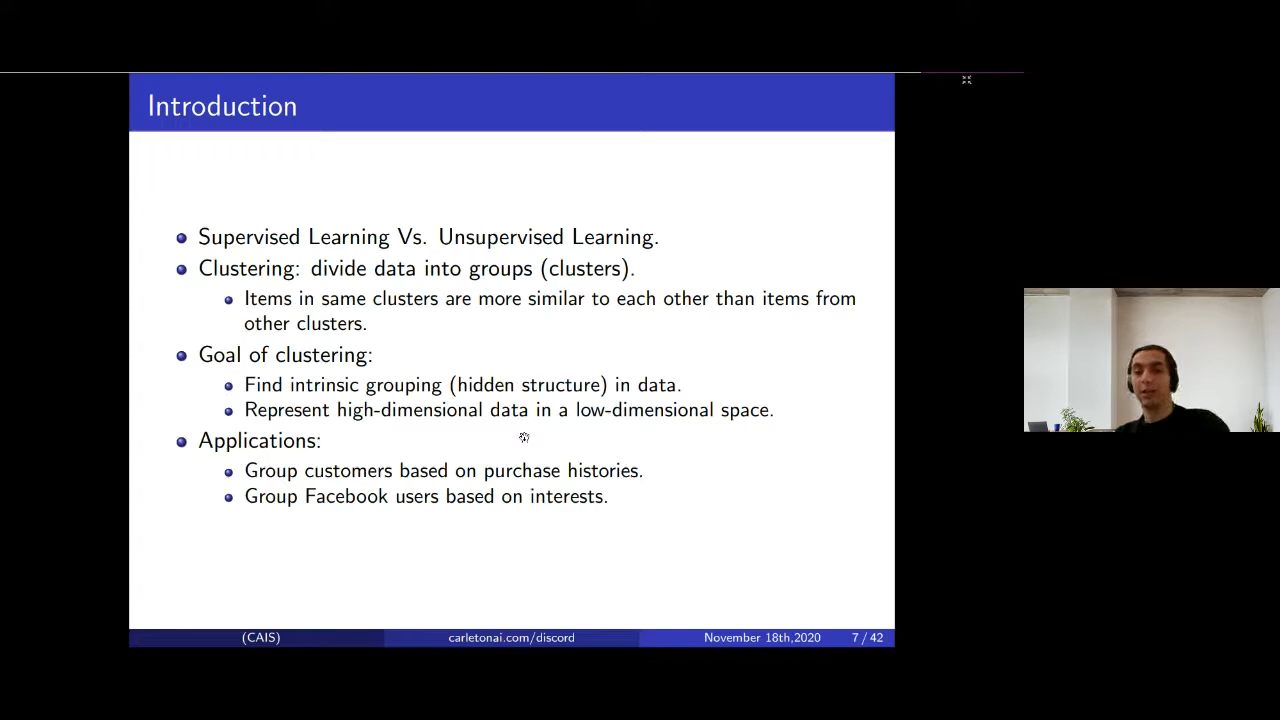 Introduction
Supervised Learning Vs. Unsupervised Learning.
Clustering: divide data into groups (clusters).
Items in same clusters are more similar to each other than items from
other clusters.
Goal of clustering:
Find intrinsic grouping (hidden structure) in data.
Represent high-dimensional data in a low-dimensional space.
Applications:
Group customers based on purchase histories.
Group Facebook users based on interests.
(CAIS) carletonai.com/discord November 18th,2020 7 / 42